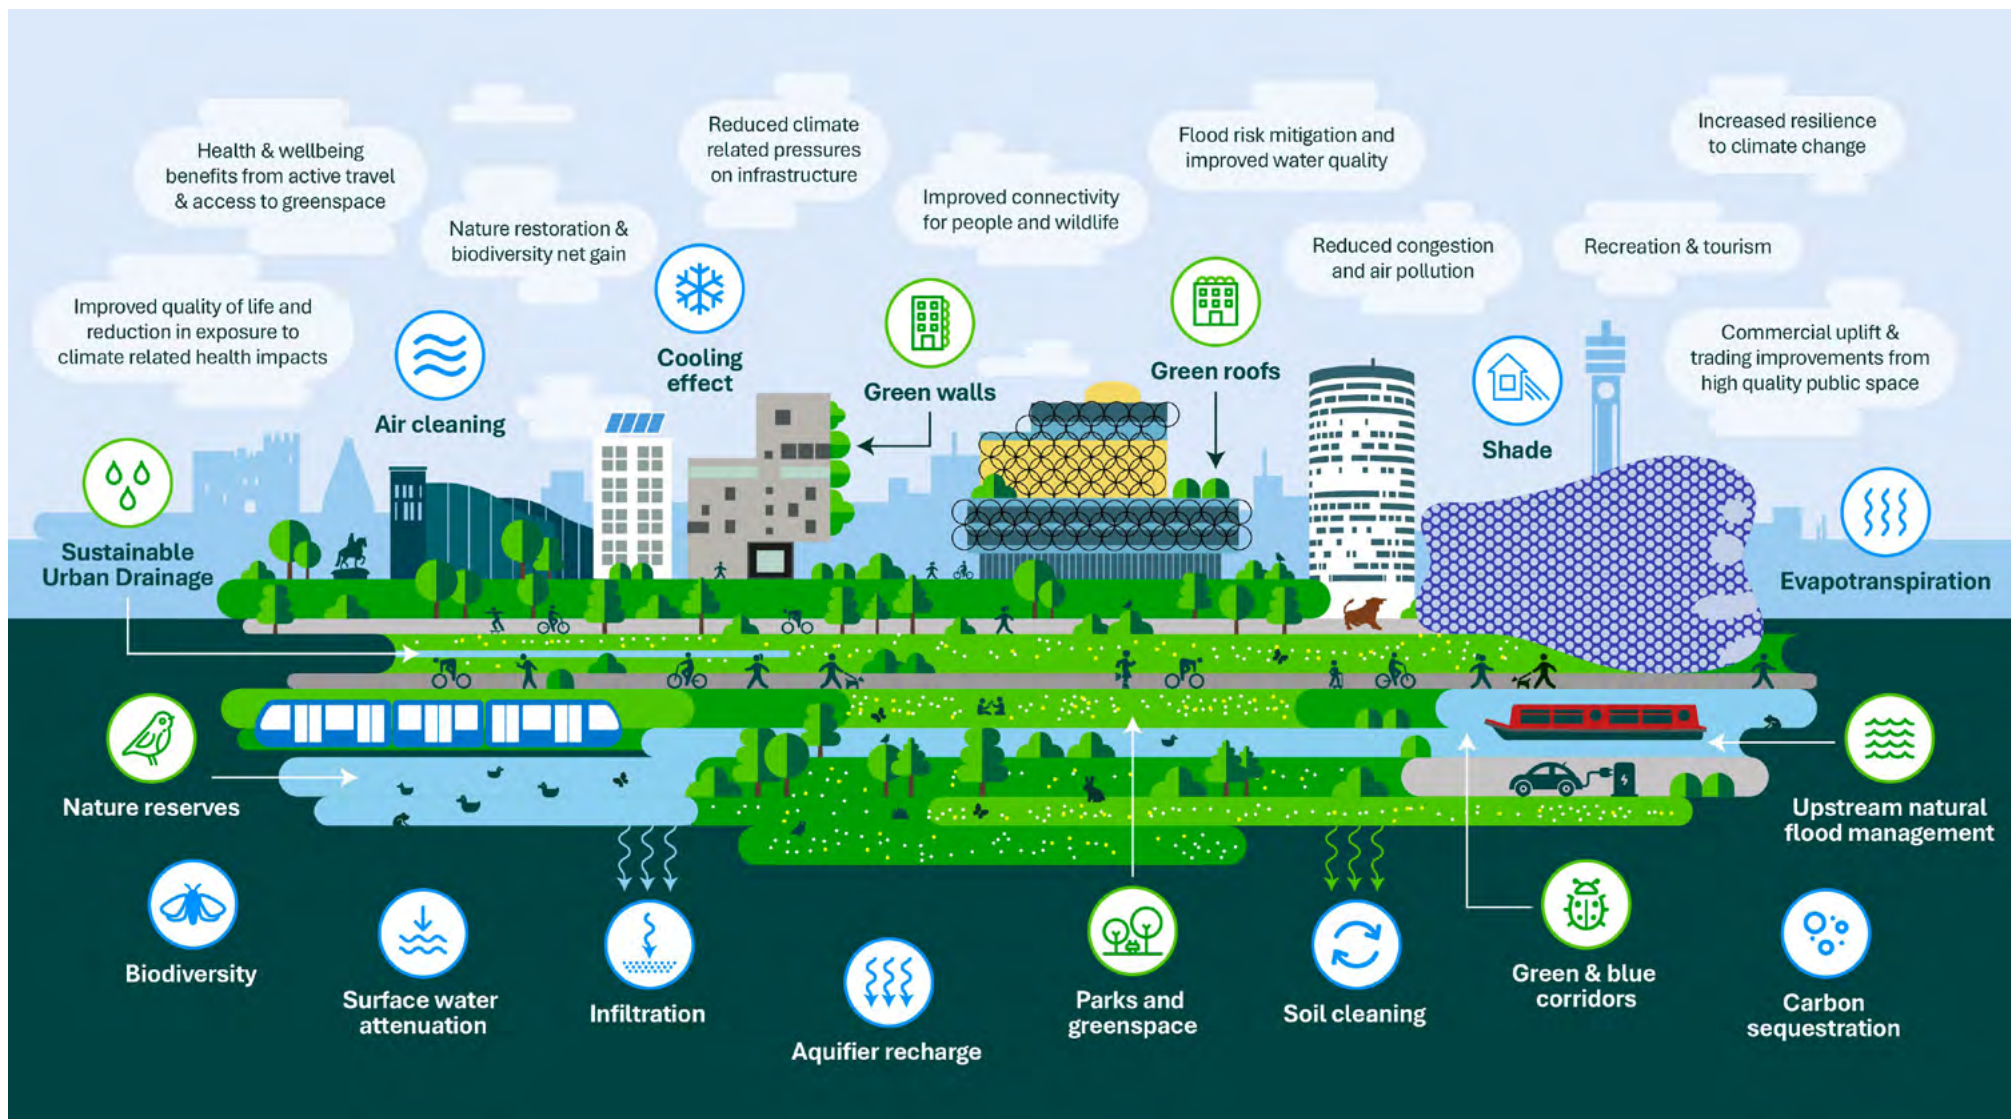 Health & wellbeing
benefits from active travel
& access to greenspace
Reduced climate
related pressures
on infrastructure
Flood risk mitigation and
improved water quality
Increased resilience
to climate change
Nature restoration &
biodiversity net gain
Improved connectivity
for people and wildlife
Reduced congestion
and air pollution
Recreation & tourism
Improved quality of life and
reduction in exposure to
climate related health impacts
Commercial uplift &
trading improvements from
high quality public space
Air cleaning
Cooling
effect
Green walls
Green roofs
Shade
Sustainable
Urban Drainage
Evapotranspiration
Nature reserves
Upstream natural
flood management
Biodiversity
Surface water
attenuation
Infiltration
Aquifier recharge
Parks and
greenspace
Soil cleaning
Green & blue
corridors
Carbon
sequestration